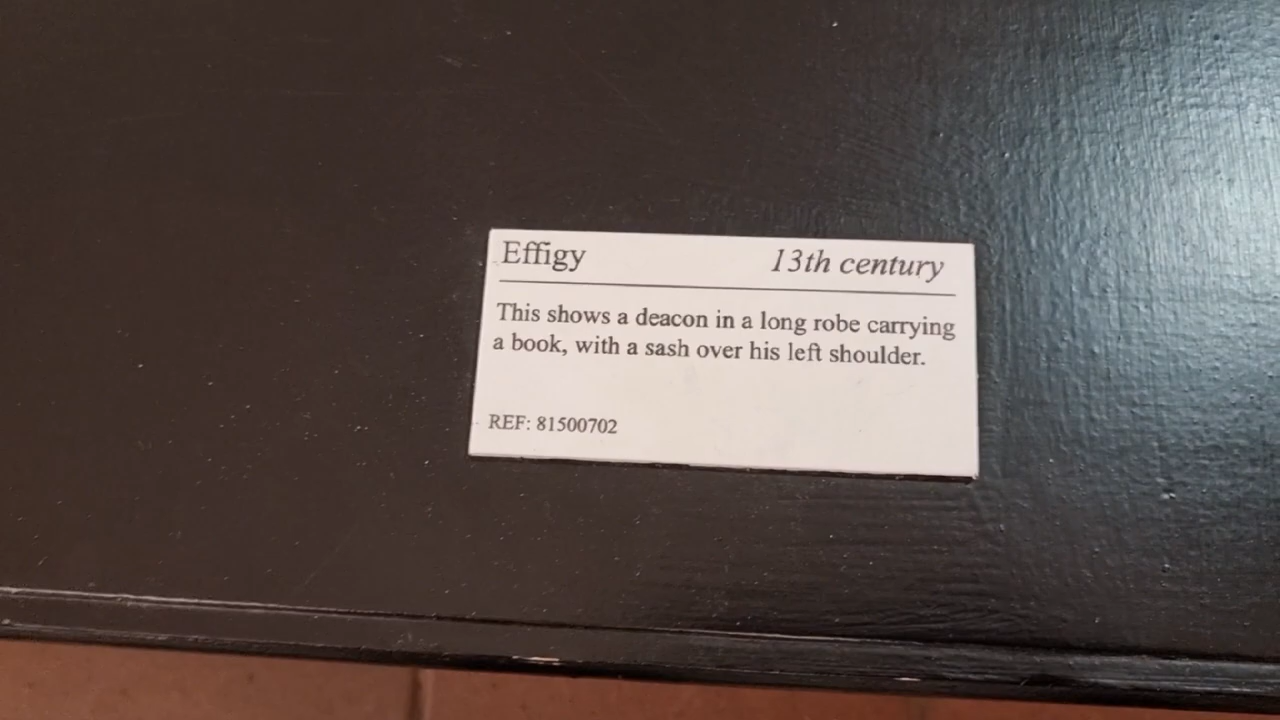 Effigy 13th century
This shows a deacon in a long robe carrying
a book, with a sash over his left shoulder.
REF: 81500702